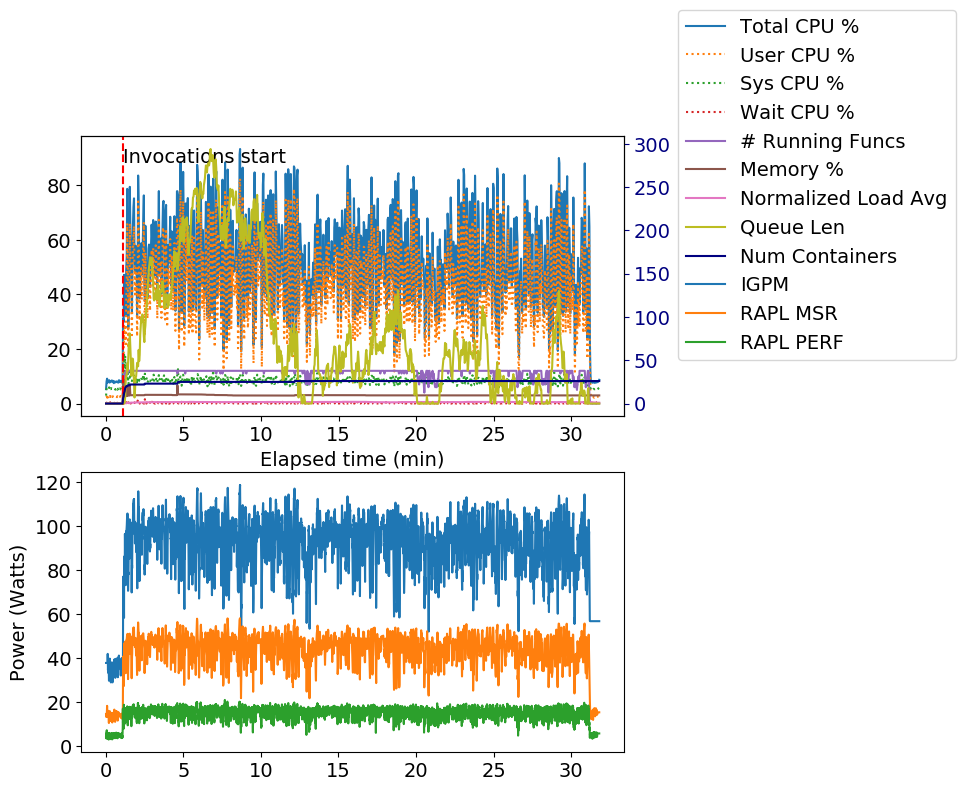 Total CPU %
User CPU %
Sys CPU %
Wait CPU %
# Running Funcs
Memory %
Normalized Load Avg
Queue Len
Num Containers
IGPM
RAPL MSR
RAPL PERF
Invocations start
80
60
40
20
0
300
250
200
150
100
50
0
0 5 10 15 20 25 30
Elapsed time (min)
Power (Watts)
120
100
80
60
40
20
0
0 5 10 15 20 25 30